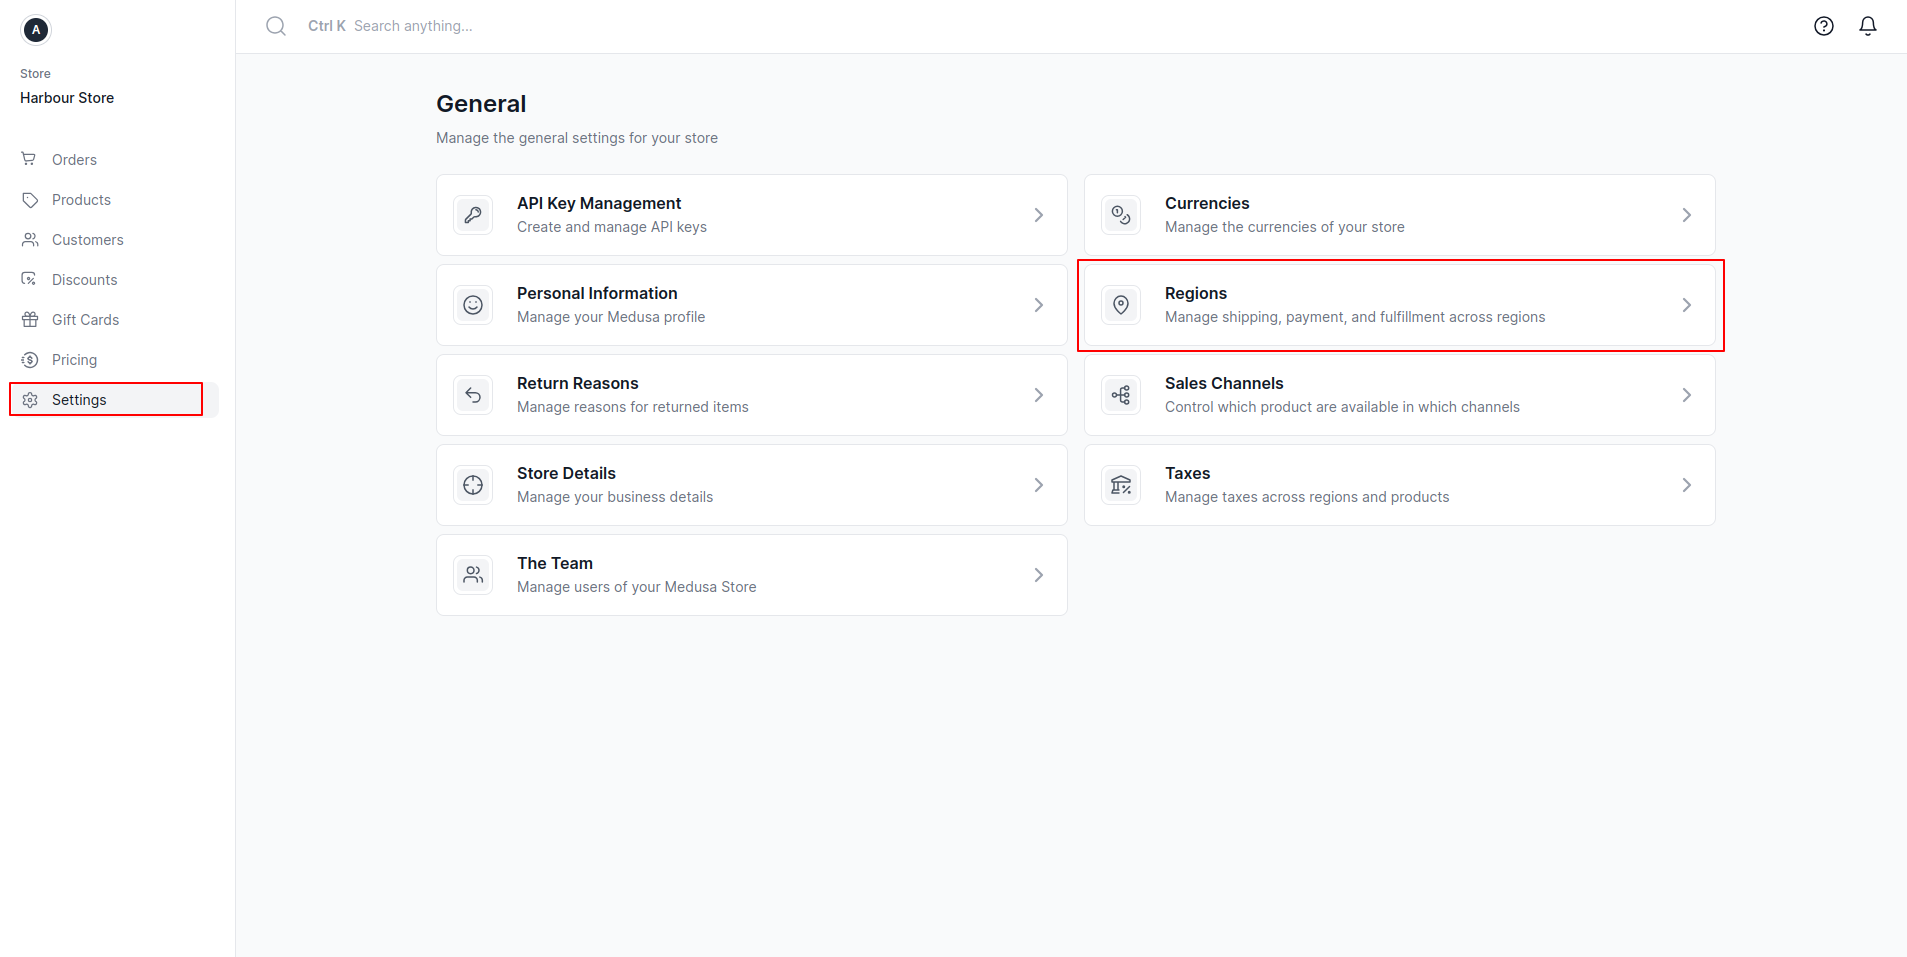 A
Store
Harbour Store
Orders
Products
Customers
Discounts
Gift Cards
Pricing
Settings
Ctrl K Search anything...
General
Manage the general settings for your store
API Key Management
Create and manage API keys
Currencies
Manage the currencies of your store
Personal Information
Manage your Medusa profile
Regions
Manage shipping, payment, and fulfillment across regions
Return Reasons
Manage reasons for returned items
Sales Channels
Control which product are available in which channels
Store Details
Manage your business details
Taxes
Manage taxes across regions and products
The Team
Manage users of your Medusa Store